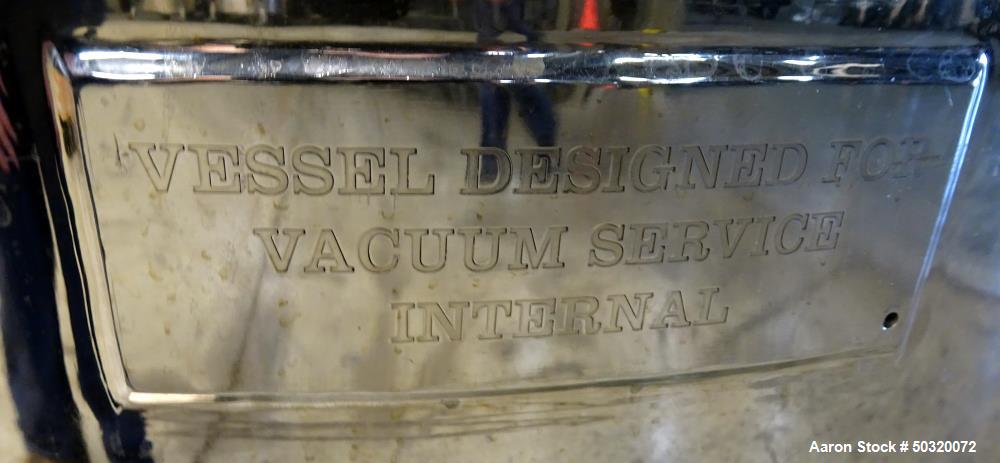 VESSEL DESIGNED FOR
VACUUM SERVICE
INTERNAL
Aaron Stock # 50320072